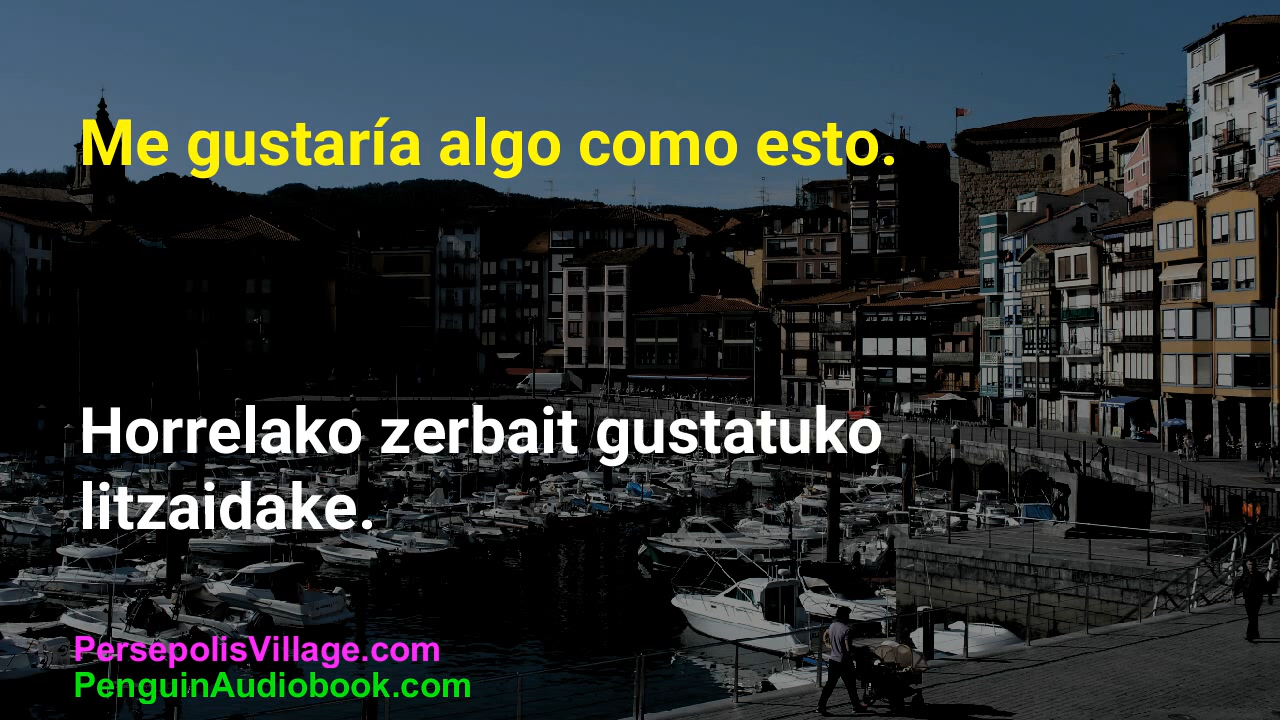 Me gustaría algo como esto.
Horrelako zerbait gustatuko
litzaidake.
PersepolisVillage.com
PenguinAudiobook.com